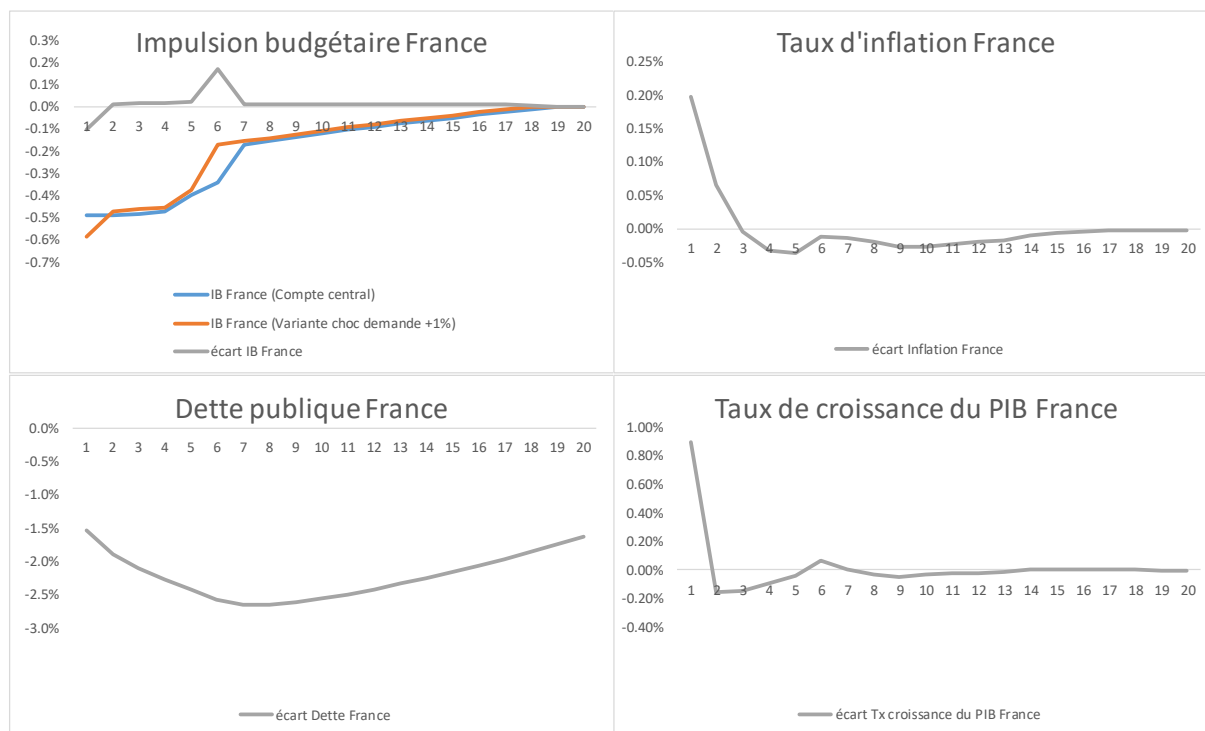 Impulsion budgétaire France
0.3%
0.2%
0.1%
0.0%
-0.1%
-0.2%
-0.3%
-0.4%
-0.5%
-0.6%
-0.7%
1 2 3 4 5 6 7 8 9 10 11 12 13 14 15 16 17 18 19 20
IB France (Compte central)
IB France (Variante choc demande +1%)
écart IB France
Taux d'inflation France
0.25%
0.20%
0.15%
0.10%
0.05%
0.00%
-0.05%
1 2 3 4 5 6 7 8 9 10 11 12 13 14 15 16 17 18 19 20
écart Inflation France
Dette publique France
0.0%
-0.5%
-1.0%
-1.5%
-2.0%
-2.5%
-3.0%
1 2 3 4 5 6 7 8 9 10 11 12 13 14 15 16 17 18 19 20
écart Dette France
Taux de croissance du PIB France
1.00%
0.80%
0.60%
0.40%
0.20%
0.00%
-0.20%
-0.40%
1 2 3 4 5 6 7 8 9 10 11 12 13 14 15 16 17 18 19 20
écart Tx croissance du PIB France